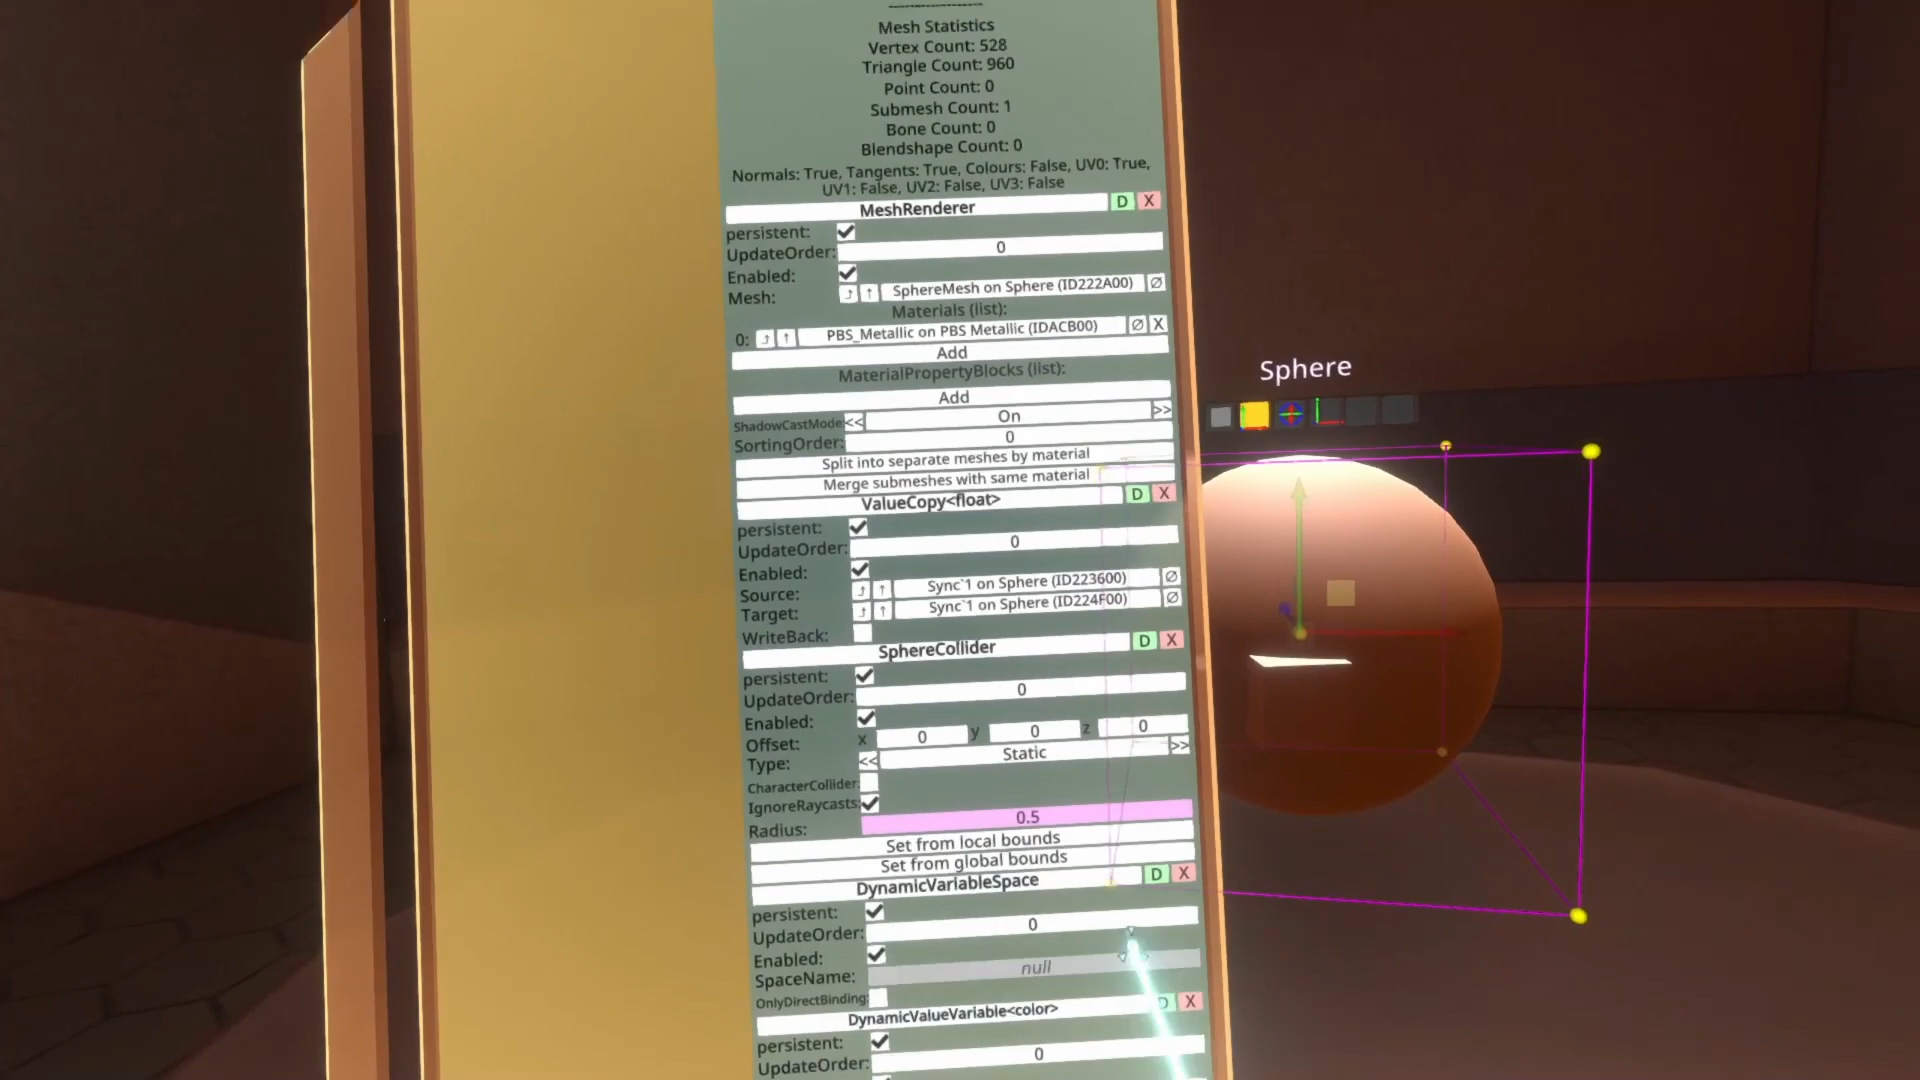 Mesh Statistics
Vertex Count: 528
Triangle Count: 960
Point Count: 0
Submesh Count: 1
Bone Count: 0
Blendshape Count: 0
Normals: True, Tangents: True, Colours: False, UV0: True,
UV1: False, UV2: False, UV3: False
MeshRenderer D X
persistent:
UpdateOrder: 0
Enabled:
Mesh: SphereMesh on Sphere (ID222A00) Ø
Materials (list):
0: PBS_Metallic on PBS Metallic (IDACB00) Ø X
Add
MaterialPropertyBlocks (list):
Add
ShadowCastMode: << On >>
SortingOrder: 0
Split into separate meshes by material
Merge submeshes with same material
ValueCopy<float> D X
persistent:
UpdateOrder: 0
Enabled:
Source: Sync`1 on Sphere (ID223600) Ø
Target: Sync`1 on Sphere (ID224F00) Ø
WriteBack:
SphereCollider D X
persistent:
UpdateOrder: 0
Enabled:
Offset: x 0 y 0 z 0
Type: << Static >>
CharacterCollider:
IgnoreRaycasts:
Radius: 0.5
Set from local bounds
Set from global bounds
DynamicVariableSpace D X
persistent:
UpdateOrder: 0
Enabled:
SpaceName: null
OnlyDirectBinding:
DynamicValueVariable<color> D X
persistent:
UpdateOrder: 0
Sphere